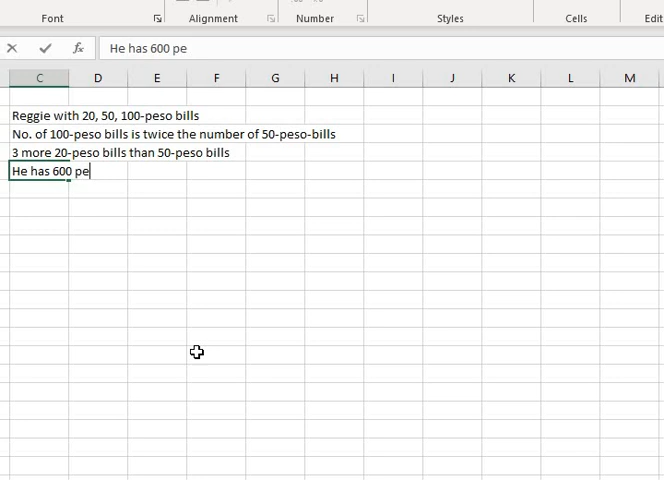 Font Alignment Number Styles Cells Edit
fx He has 600 pe
C D E F G H I J K L M
Reggie with 20, 50, 100-peso bills
No. of 100-peso bills is twice the number of 50-peso-bills
3 more 20-peso bills than 50-peso bills
He has 600 pe